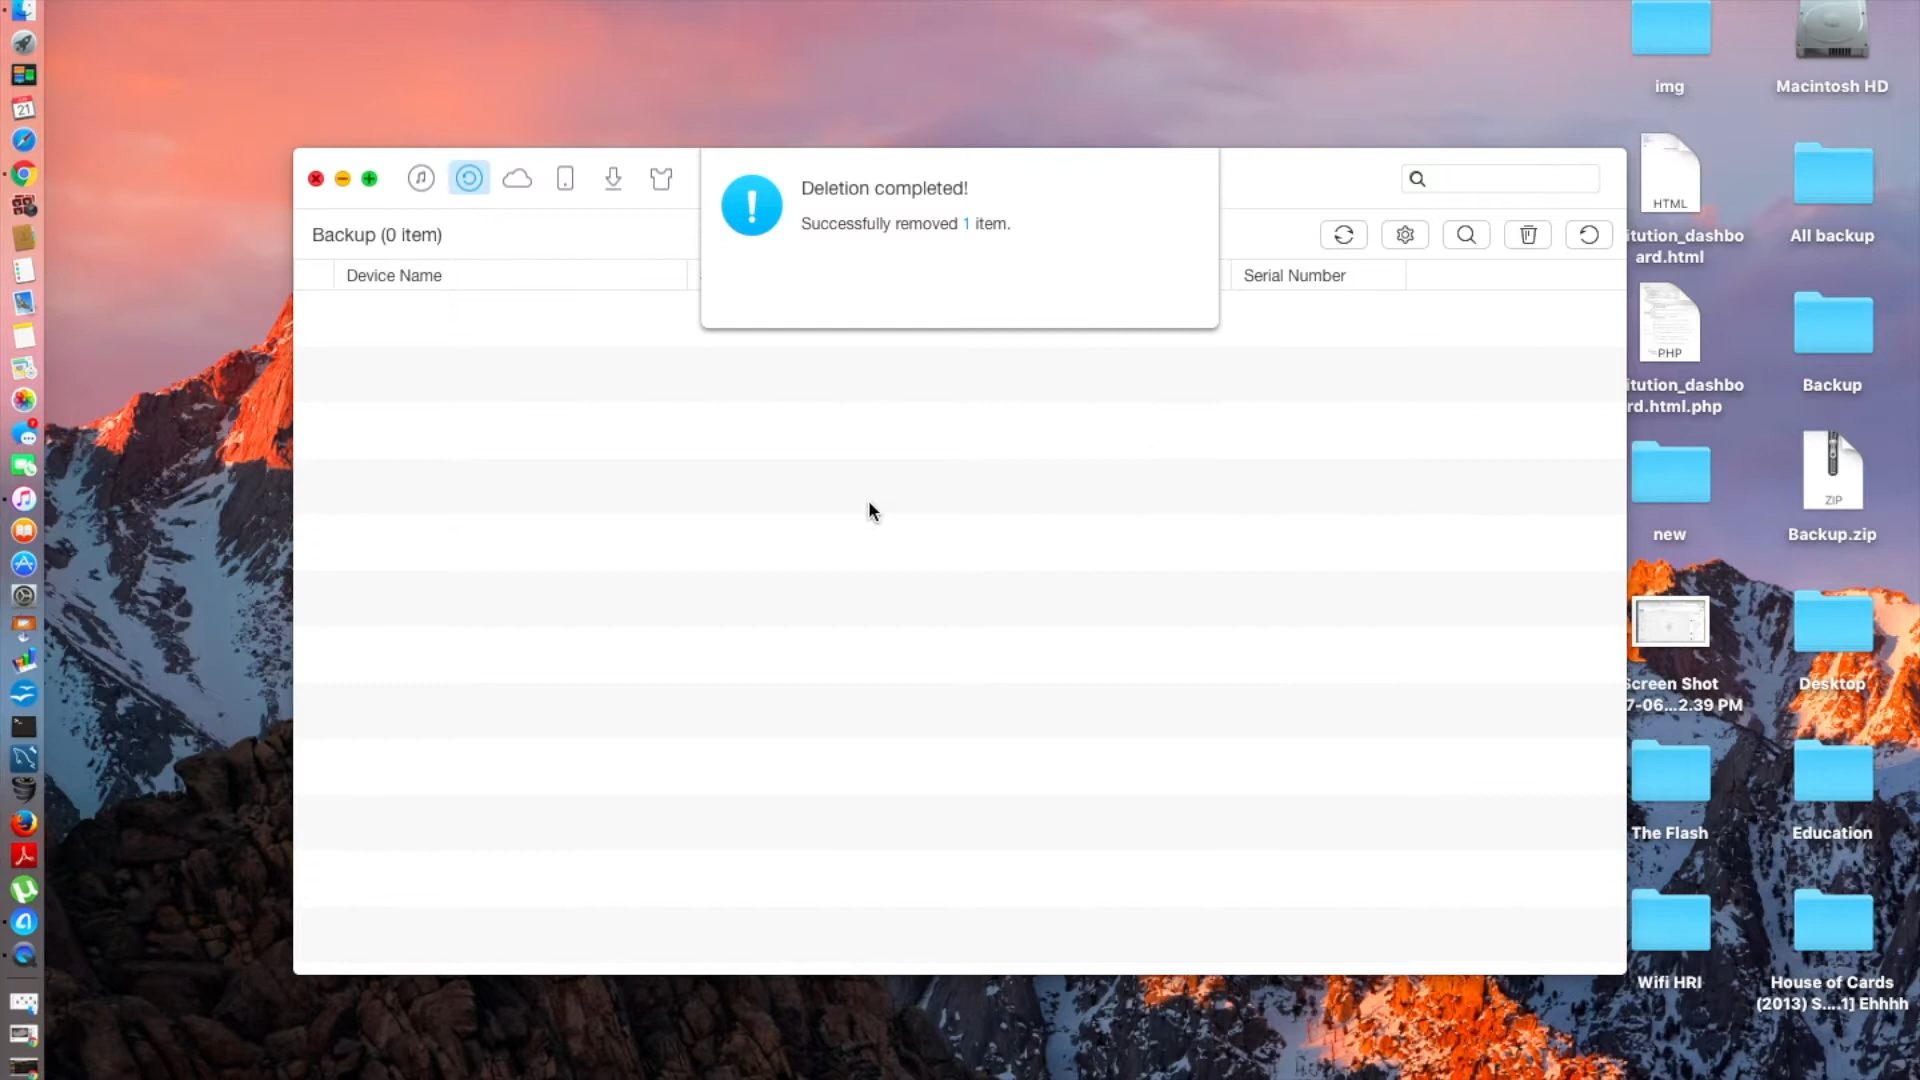 Deletion completed!
Successfully removed 1 item.
Backup (0 item)
Device Name
Serial Number
img
Macintosh HD
HTML
itution_dashbo
ard.html
All backup
PHP
itution_dashbo
rd.html.php
Backup
new
ZIP
Backup.zip
Screen Shot
7-06...2.39 PM
Desktop
The Flash
Education
Wifi HRI
House of Cards
(2013) S....1] Ehhhh
21